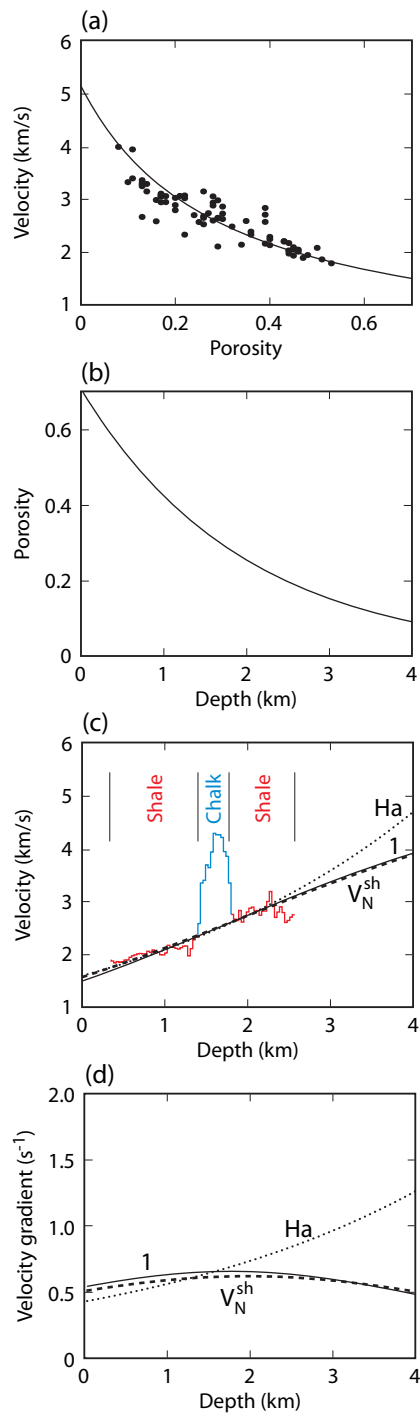 (a)
6
5
4
3
2
1
Velocity (km/s)
0 0.2 0.4 0.6
Porosity
(b)
0.6
0.4
0.2
0
Porosity
0 1 2 3 4
Depth (km)
(c)
6
5
4
3
2
1
Velocity (km/s)
Shale
Chalk
Shale
Ha
1
V_N^sh
0 1 2 3 4
Depth (km)
(d)
2.0
1.5
1.0
0.5
0
Velocity gradient (s⁻¹)
Ha
1
V_N^sh
0 1 2 3 4
Depth (km)